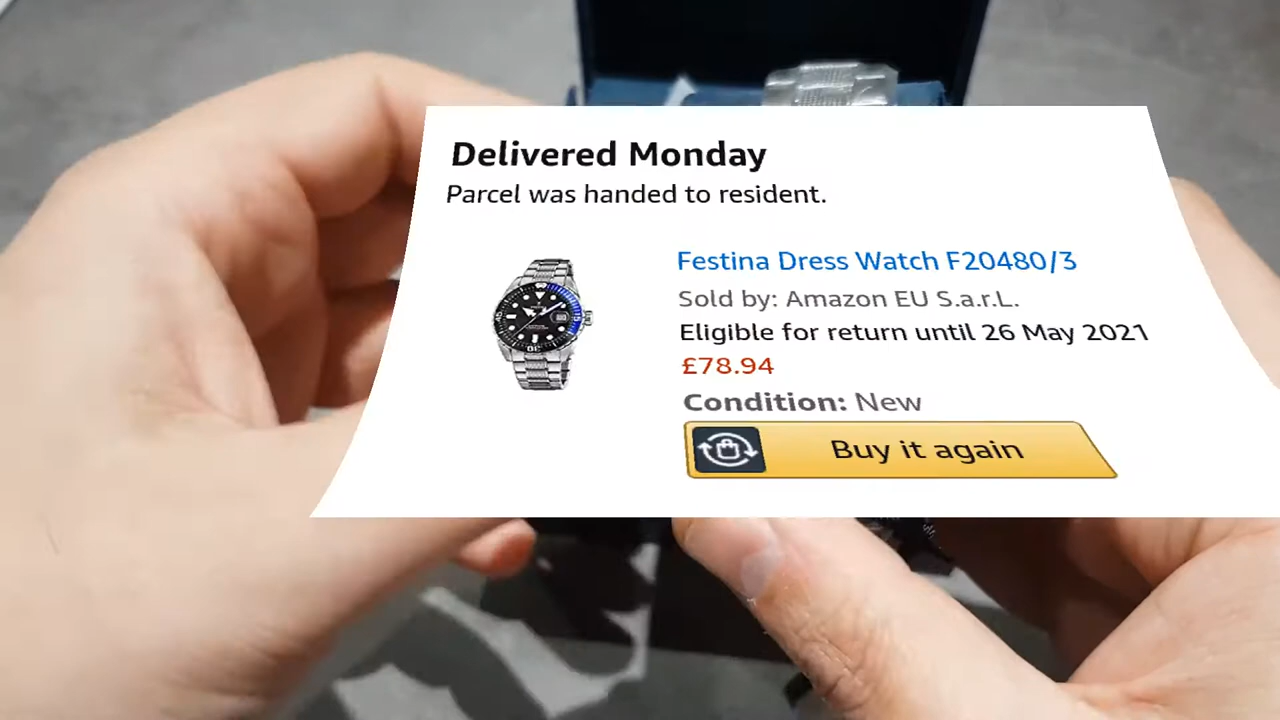 Delivered Monday
Parcel was handed to resident.
Festina Dress Watch F20480/3
Sold by: Amazon EU S.a.r.L.
Eligible for return until 26 May 2021
£78.94
Condition: New
Buy it again